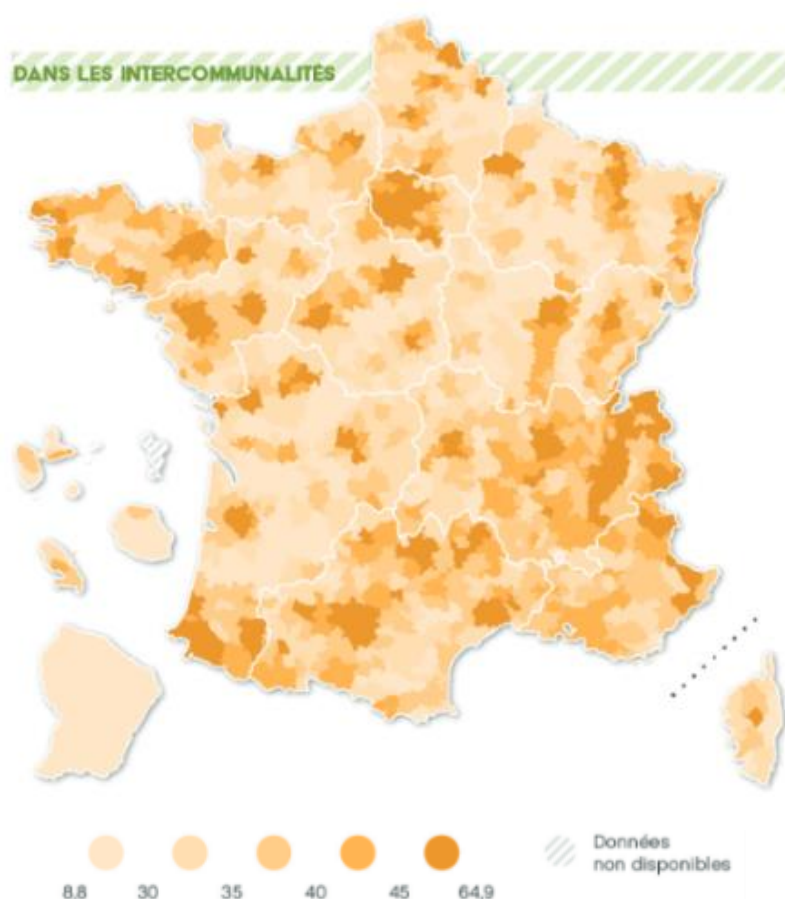 DANS LES INTERCOMMUNALITÉS
Données
non disponibles
8,8 30 35 40 45 64,9